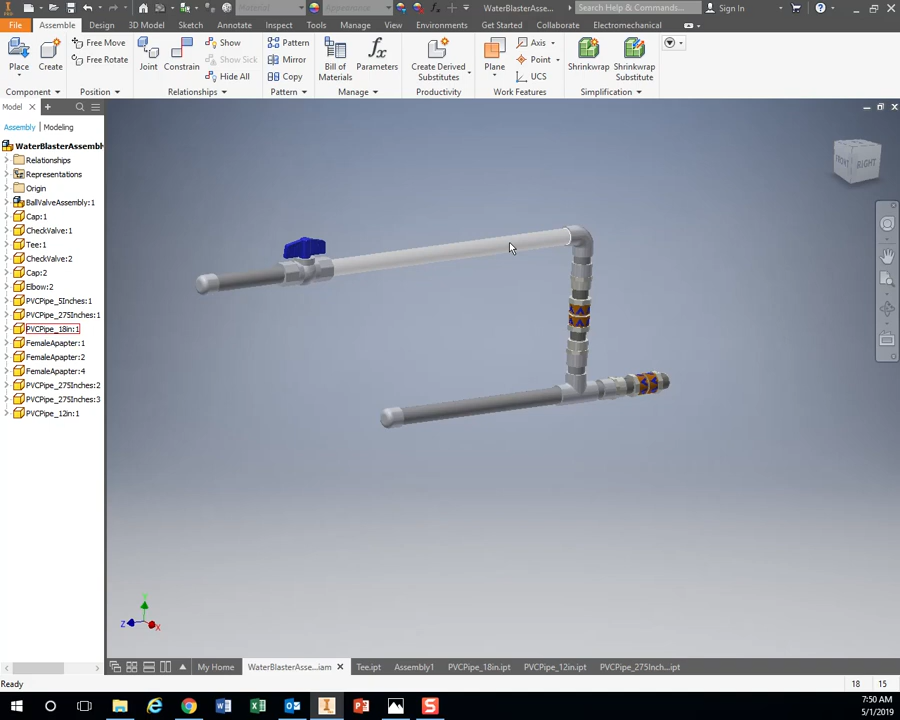 Material
Appearance
WaterBlasterAsse...
Search Help & Commands...
Sign In
File
Assemble
Design
3D Model
Sketch
Annotate
Inspect
Tools
Manage
View
Environments
Get Started
Collaborate
Electromechanical
PRO
Place
Create
Free Move
Free Rotate
Joint
Constrain
Show
Show Sick
Hide All
Pattern
Mirror
Copy
Bill of
Materials
Parameters
Create Derived
Substitutes
Plane
Axis
Point
UCS
Shrinkwrap
Shrinkwrap
Substitute
Component
Position
Relationships
Pattern
Manage
Productivity
Work Features
Simplification
Model
Assembly
Modeling
WaterBlasterAssemb
Relationships
Representations
Origin
BallValveAssembly:1
Cap:1
CheckValve:1
Tee:1
CheckValve:2
Cap:2
Elbow:2
PVCPipe_5Inches:1
PVCPipe_275Inches:1
PVCPipe_18in:1
FemaleApapter:1
FemaleApapter:2
FemaleApapter:4
PVCPipe_275Inches:2
PVCPipe_275Inches:3
PVCPipe_12in:1
FRONT
RIGHT
Y
Z
X
My Home
WaterBlasterAsse...iam
Tee.ipt
Assembly1
PVCPipe_18in.ipt
PVCPipe_12in.ipt
PVCPipe_275Inch...ipt
Ready
18
15
7:50 AM
5/1/2019